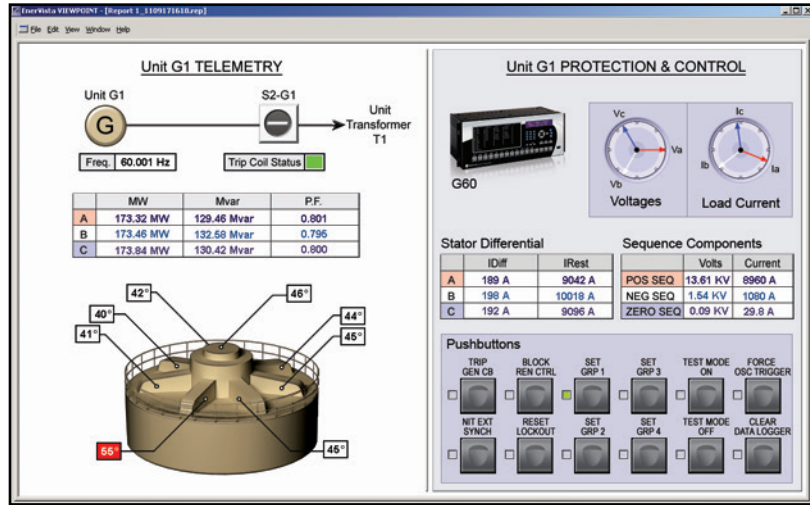 EnerVista VIEWPOINT - [Report 1_1109171618.rep]
File Edit View Window Help
Unit G1 TELEMETRY
Unit G1
S2-G1
G
Unit
Transformer
T1
Freq. 60.001 Hz
Trip Coil Status
MW Mvar P.F.
A 173.32 MW 129.46 Mvar 0.801
B 173.46 MW 132.58 Mvar 0.795
C 173.84 MW 130.42 Mvar 0.800
42°
46°
40°
44°
41°
45°
55°
45°
Unit G1 PROTECTION & CONTROL
G60
Vc
Va
Vb
Voltages
Ic
Ib
Ia
Load Current
Stator Differential
IDiff IRest
A 189 A 9042 A
B 198 A 10018 A
C 192 A 9096 A
Sequence Components
Volts Current
POS SEQ 13.61 KV 8960 A
NEG SEQ 1.54 KV 1080 A
ZERO SEQ 0.09 KV 29.8 A
Pushbuttons
TRIP
GEN CB
BLOCK
REN CTRL
SET
GRP 1
SET
GRP 3
TEST MODE
ON
FORCE
OSC TRIGGER
NIT EXT
SYNCH
RESET
LOCKOUT
SET
GRP 2
SET
GRP 4
TEST MODE
OFF
CLEAR
DATA LOGGER